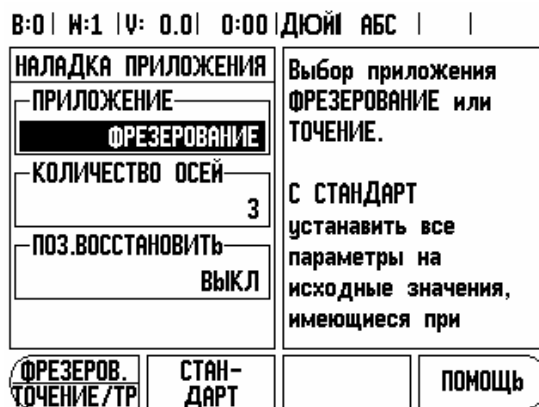 B:0 | W:1 | V: 0.0 | 0:00 | ДЮЙМ АБС | |
НАЛАДКА ПРИЛОЖЕНИЯ
ПРИЛОЖЕНИЕ
ФРЕЗЕРОВАНИЕ
КОЛИЧЕСТВО ОСЕЙ
3
ПОЗ.ВОССТАНОВИТЬ
ВЫКЛ
Выбор приложения
ФРЕЗЕРОВАНИЕ или
ТОЧЕНИЕ.
С СТАНДАРТ
устанавить все
параметры на
исходные значения,
имеющиеся при
ФРЕЗЕРОВ.
ТОЧЕНИЕ/ТР
СТАН-
ДАРТ
ПОМОЩЬ